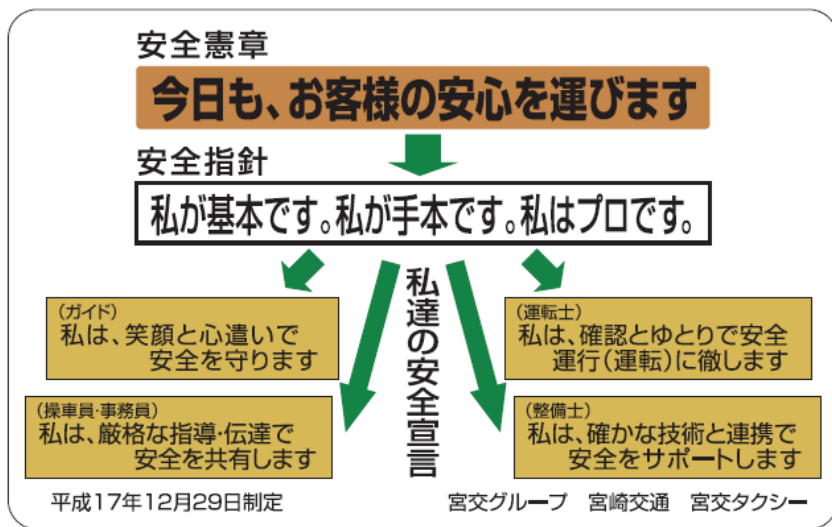 安全憲章
今日も、お客様の安心を運びます
安全指針
私が基本です。私が手本です。私はプロです。
私達の安全宣言
(ガイド)
私は、笑顔と心遣いで
安全を守ります
(運転士)
私は、確認とゆとりで安全
運行(運転)に徹します
(操車員・事務員)
私は、厳格な指導・伝達で
安全を共有します
(整備士)
私は、確かな技術と連携で
安全をサポートします
平成17年12月29日制定
宮交グループ 宮崎交通 宮交タクシー